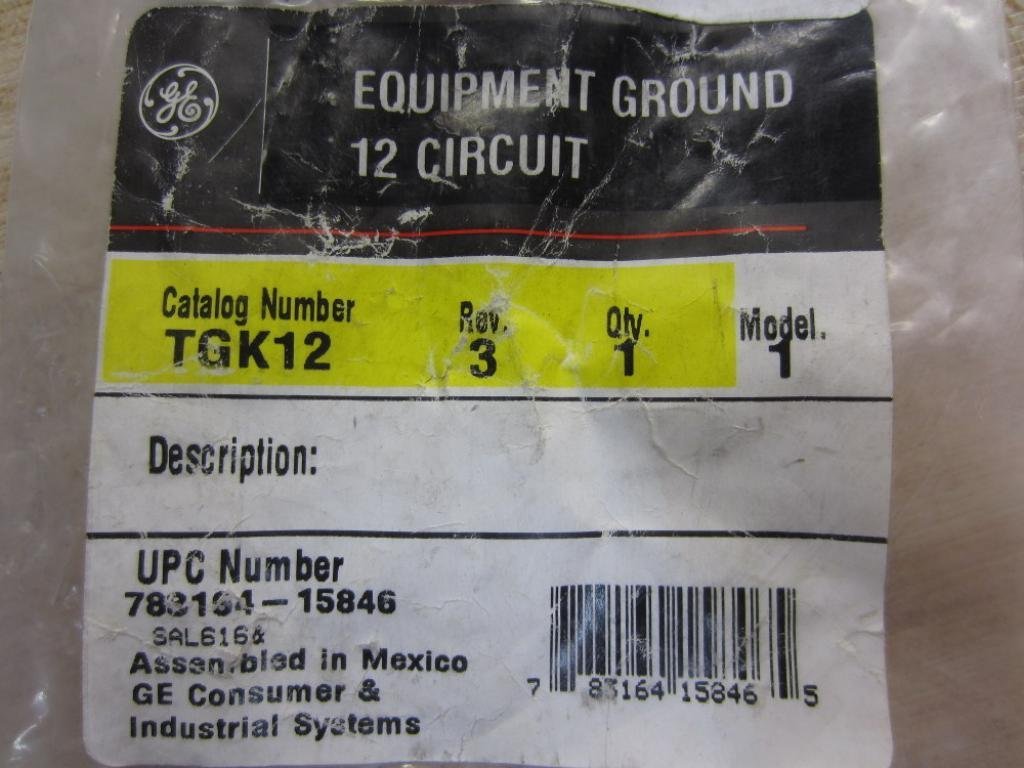 GE
EQUIPMENT GROUND
12 CIRCUIT
Catalog Number Rev. Qty. Model.
TGK12 3 1 1
Description:
UPC Number
783164-15846
SAL616&
Assembled in Mexico
GE Consumer &
Industrial Systems
7 83164 15846 5